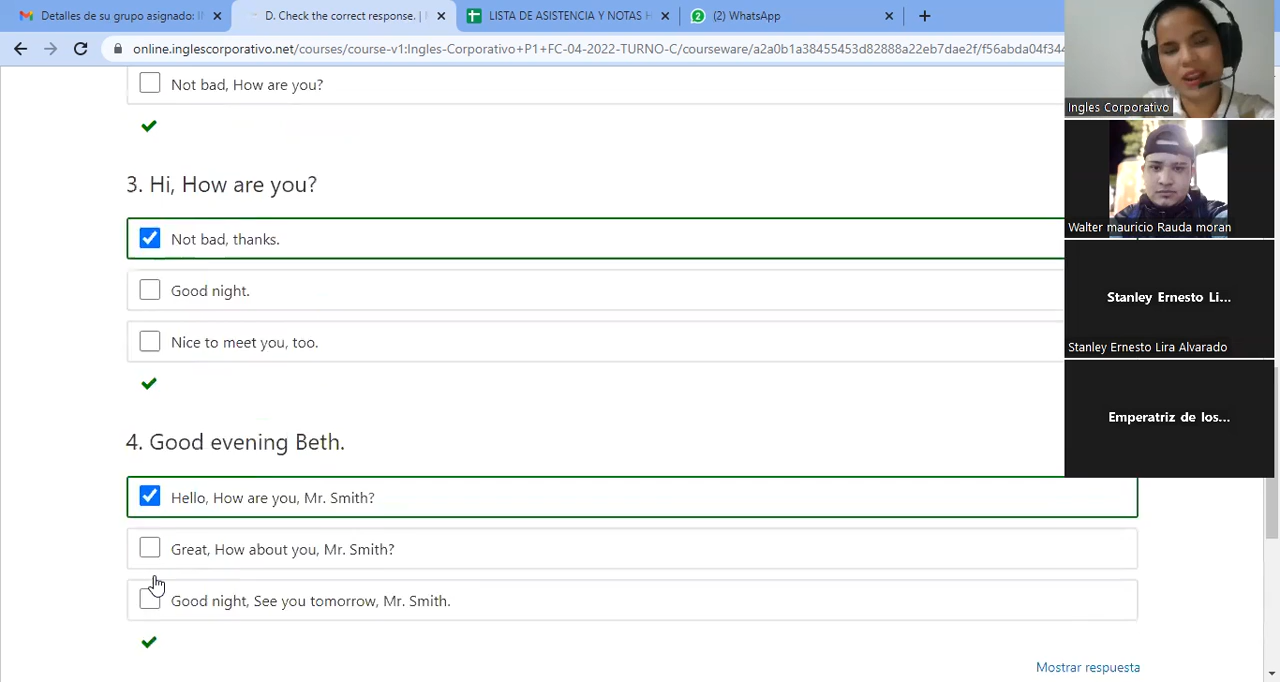 Detalles de su grupo asignado: I
D. Check the correct response. |
LISTA DE ASISTENCIA Y NOTAS H
(2) WhatsApp
online.inglescorporativo.net/courses/course-v1:Ingles-Corporativo+P1+FC-04-2022-TURNO-C/courseware/a2a0b1a38455453d82888a22eb7dae2f/f56abda04f344
Not bad, How are you?
3. Hi, How are you?
Not bad, thanks.
Good night.
Nice to meet you, too.
4. Good evening Beth.
Hello, How are you, Mr. Smith?
Great, How about you, Mr. Smith?
Good night, See you tomorrow, Mr. Smith.
Mostrar respuesta
Ingles Corporativo
Walter mauricio Rauda moran
Stanley Ernesto Li...
Stanley Ernesto Lira Alvarado
Emperatriz de los...